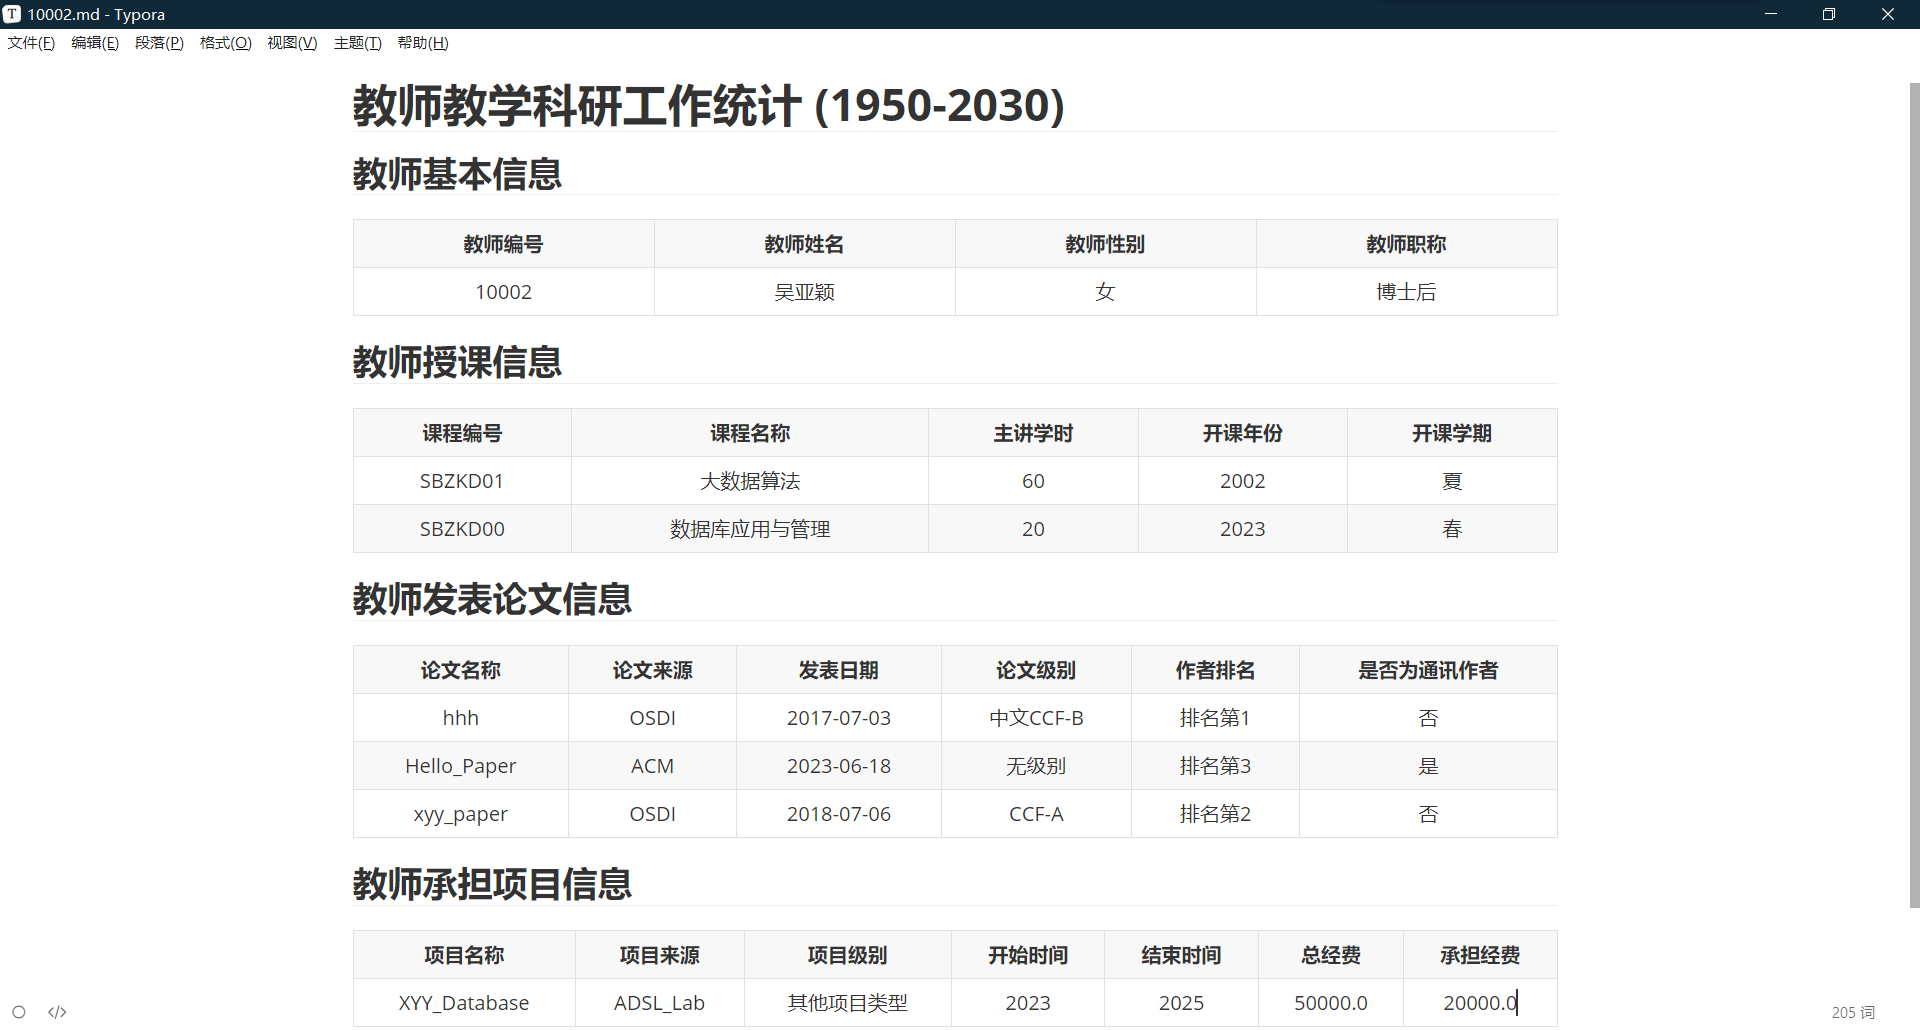 10002.md - Typora
文件(F) 编辑(E) 段落(P) 格式(O) 视图(V) 主题(T) 帮助(H)
教师教学科研工作统计 (1950-2030)
教师基本信息
教师编号 教师姓名 教师性别 教师职称
10002 吴亚颖 女 博士后
教师授课信息
课程编号 课程名称 主讲学时 开课年份 开课学期
SBZKD01 大数据算法 60 2002 夏
SBZKD00 数据库应用与管理 20 2023 春
教师发表论文信息
论文名称 论文来源 发表日期 论文级别 作者排名 是否为通讯作者
hhh OSDI 2017-07-03 中文CCF-B 排名第1 否
Hello_Paper ACM 2023-06-18 无级别 排名第3 是
xyy_paper OSDI 2018-07-06 CCF-A 排名第2 否
教师承担项目信息
项目名称 项目来源 项目级别 开始时间 结束时间 总经费 承担经费
XYY_Database ADSL_Lab 其他项目类型 2023 2025 50000.0 20000.0
205 词